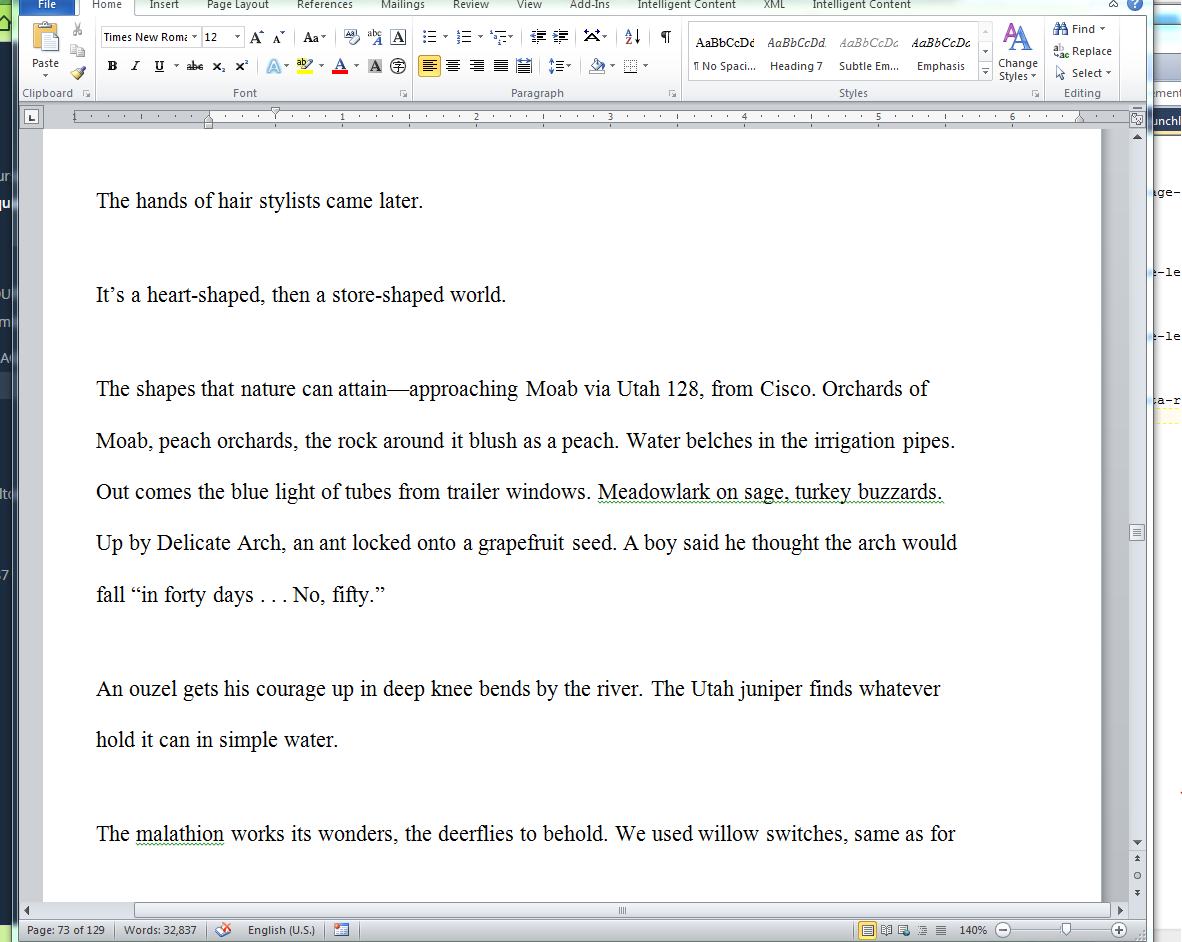 File Home Insert Page Layout References Mailings Review View Add-Ins Intelligent Content XML Intelligent Content
Times New Roma 12
Paste
AaBbCcDd AaBbCcDd AaBbCcDc AaBbCcDc
¶ No Spaci... Heading 7 Subtle Em... Emphasis
Change Styles
Find
Replace
Select
Clipboard Font Paragraph Styles Editing
1 1 2 3 4 5 6
The hands of hair stylists came later.
It’s a heart-shaped, then a store-shaped world.
The shapes that nature can attain—approaching Moab via Utah 128, from Cisco. Orchards of
Moab, peach orchards, the rock around it blush as a peach. Water belches in the irrigation pipes.
Out comes the blue light of tubes from trailer windows. Meadowlark on sage, turkey buzzards.
Up by Delicate Arch, an ant locked onto a grapefruit seed. A boy said he thought the arch would
fall “in forty days . . . No, fifty.”
An ouzel gets his courage up in deep knee bends by the river. The Utah juniper finds whatever
hold it can in simple water.
The malathion works its wonders, the deerflies to behold. We used willow switches, same as for
Page: 73 of 129 Words: 32,837 English (U.S.) 140%